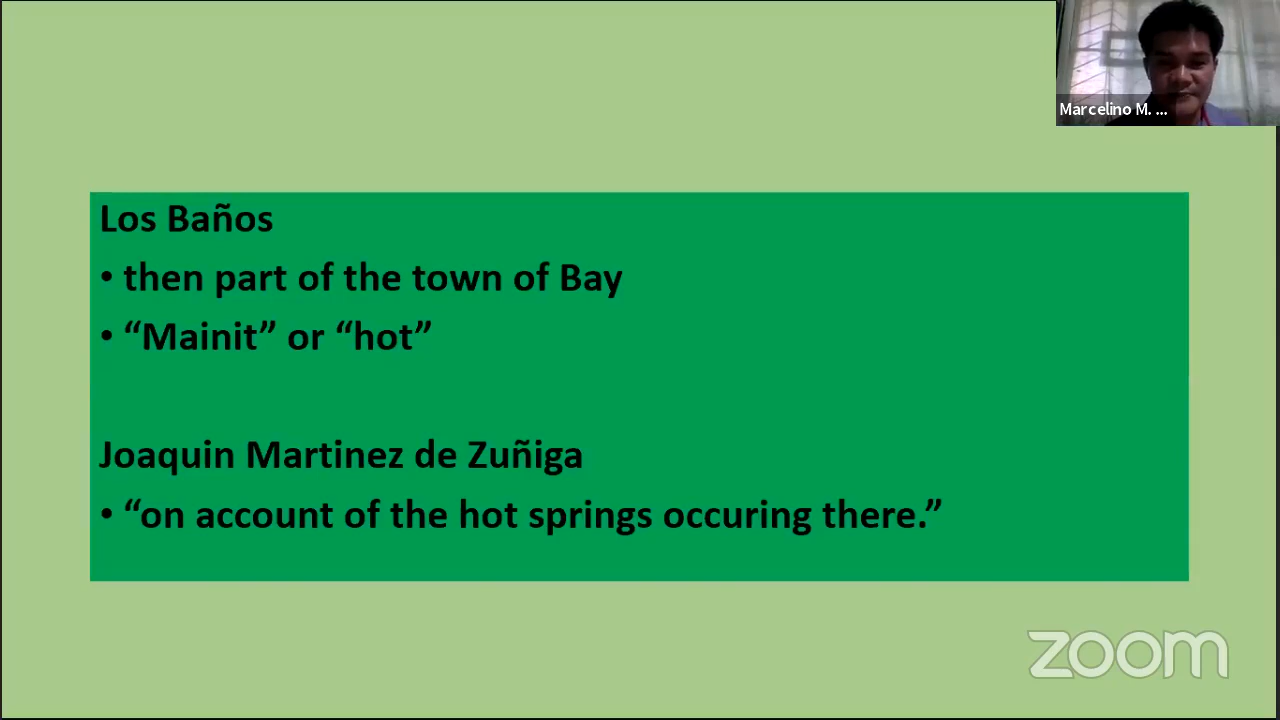 Marcelino M. ...
Los Baños
• then part of the town of Bay
• “Mainit” or “hot”
Joaquin Martinez de Zuñiga
• “on account of the hot springs occuring there.”
zoom